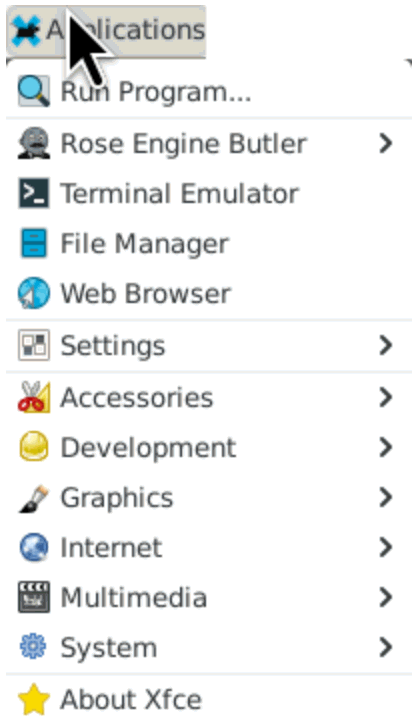 Applications
Run Program...
Rose Engine Butler
Terminal Emulator
File Manager
Web Browser
Settings
Accessories
Development
Graphics
Internet
Multimedia
System
About Xfce